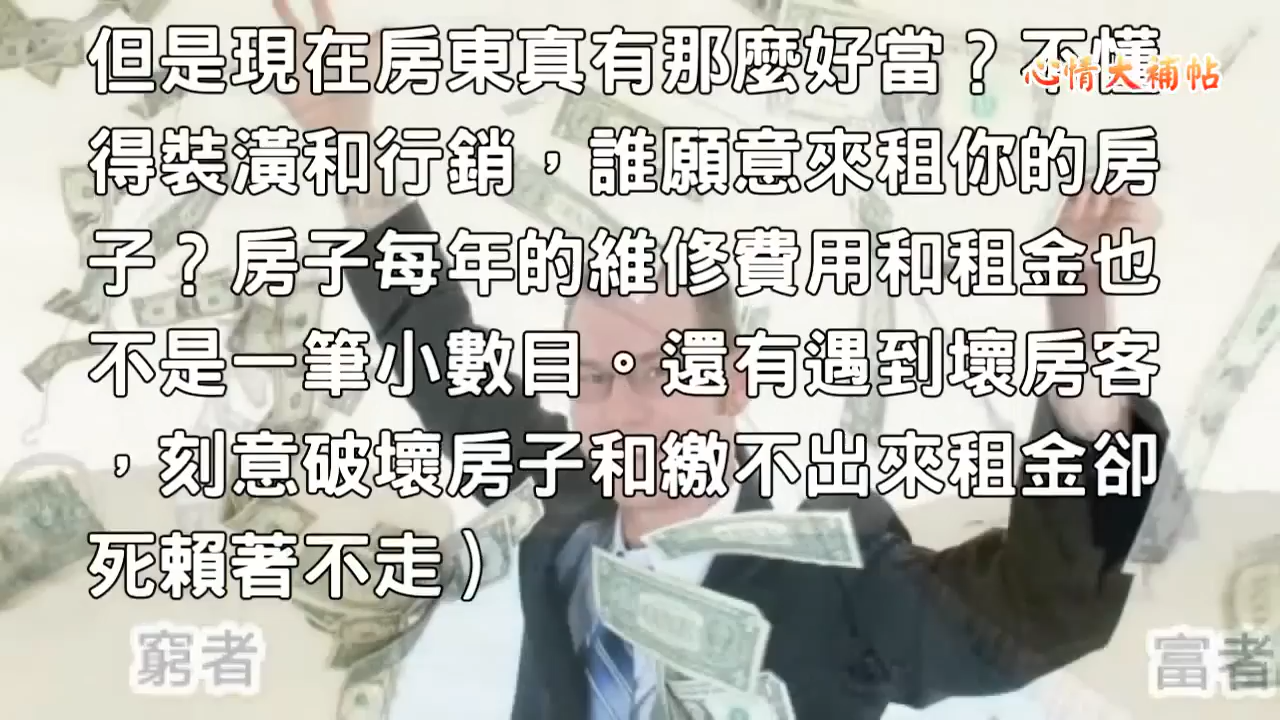 但是現在房東真有那麼好當？不懂
心情大補帖
得裝潢和行銷，誰願意來租你的房
子？房子每年的維修費用和租金也
不是一筆小數目。還有遇到壞房客
，刻意破壞房子和繳不出來租金卻
死賴著不走）
窮者
富者